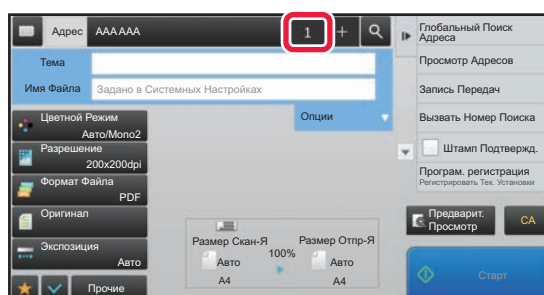 Адрес AAA AAA 1 +
Тема
Имя Файла Задано в Системных Настройках
Опции
Цветной Режим
Авто/Mono2
Разрешение
200x200dpi
Формат Файла
PDF
Оригинал
Экспозиция
Авто
Прочие
Размер Скан-Я
Авто
A4
100%
Размер Отпр-Я
Авто
A4
Глобальный Поиск
Адреса
Просмотр Адресов
Запись Передач
Вызвать Номер Поиска
Штамп Подтвержд.
Програм. регистрация
Регистрировать Тек. Установки
Предварит.
Просмотр
CA
Старт